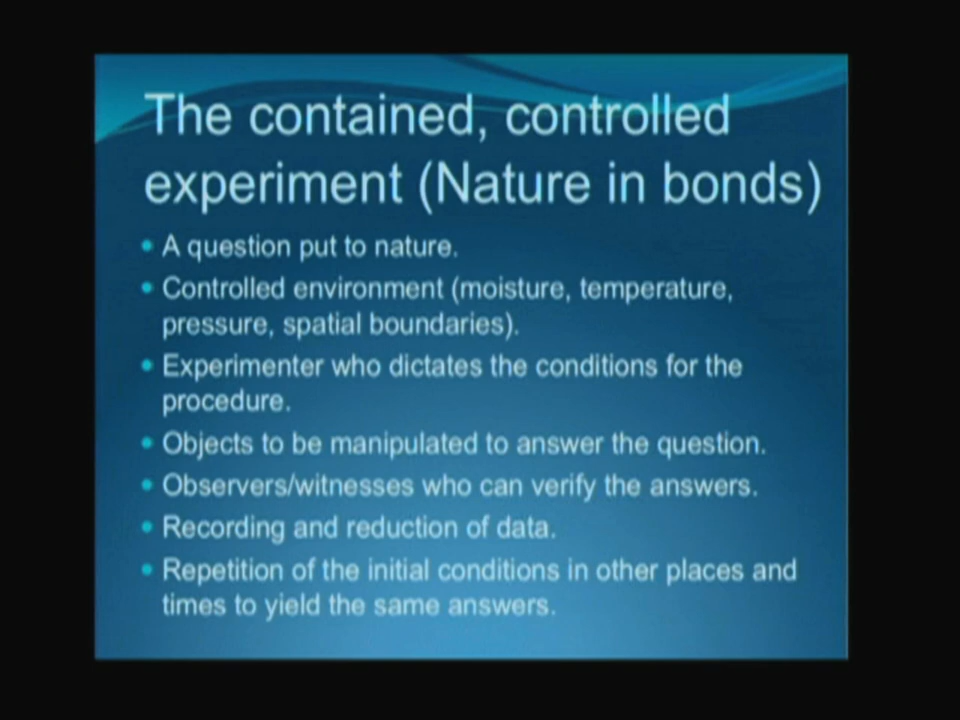 The contained, controlled
experiment (Nature in bonds)
• A question put to nature.
• Controlled environment (moisture, temperature,
pressure, spatial boundaries).
• Experimenter who dictates the conditions for the
procedure.
• Objects to be manipulated to answer the question.
• Observers/witnesses who can verify the answers.
• Recording and reduction of data.
• Repetition of the initial conditions in other places and
times to yield the same answers.